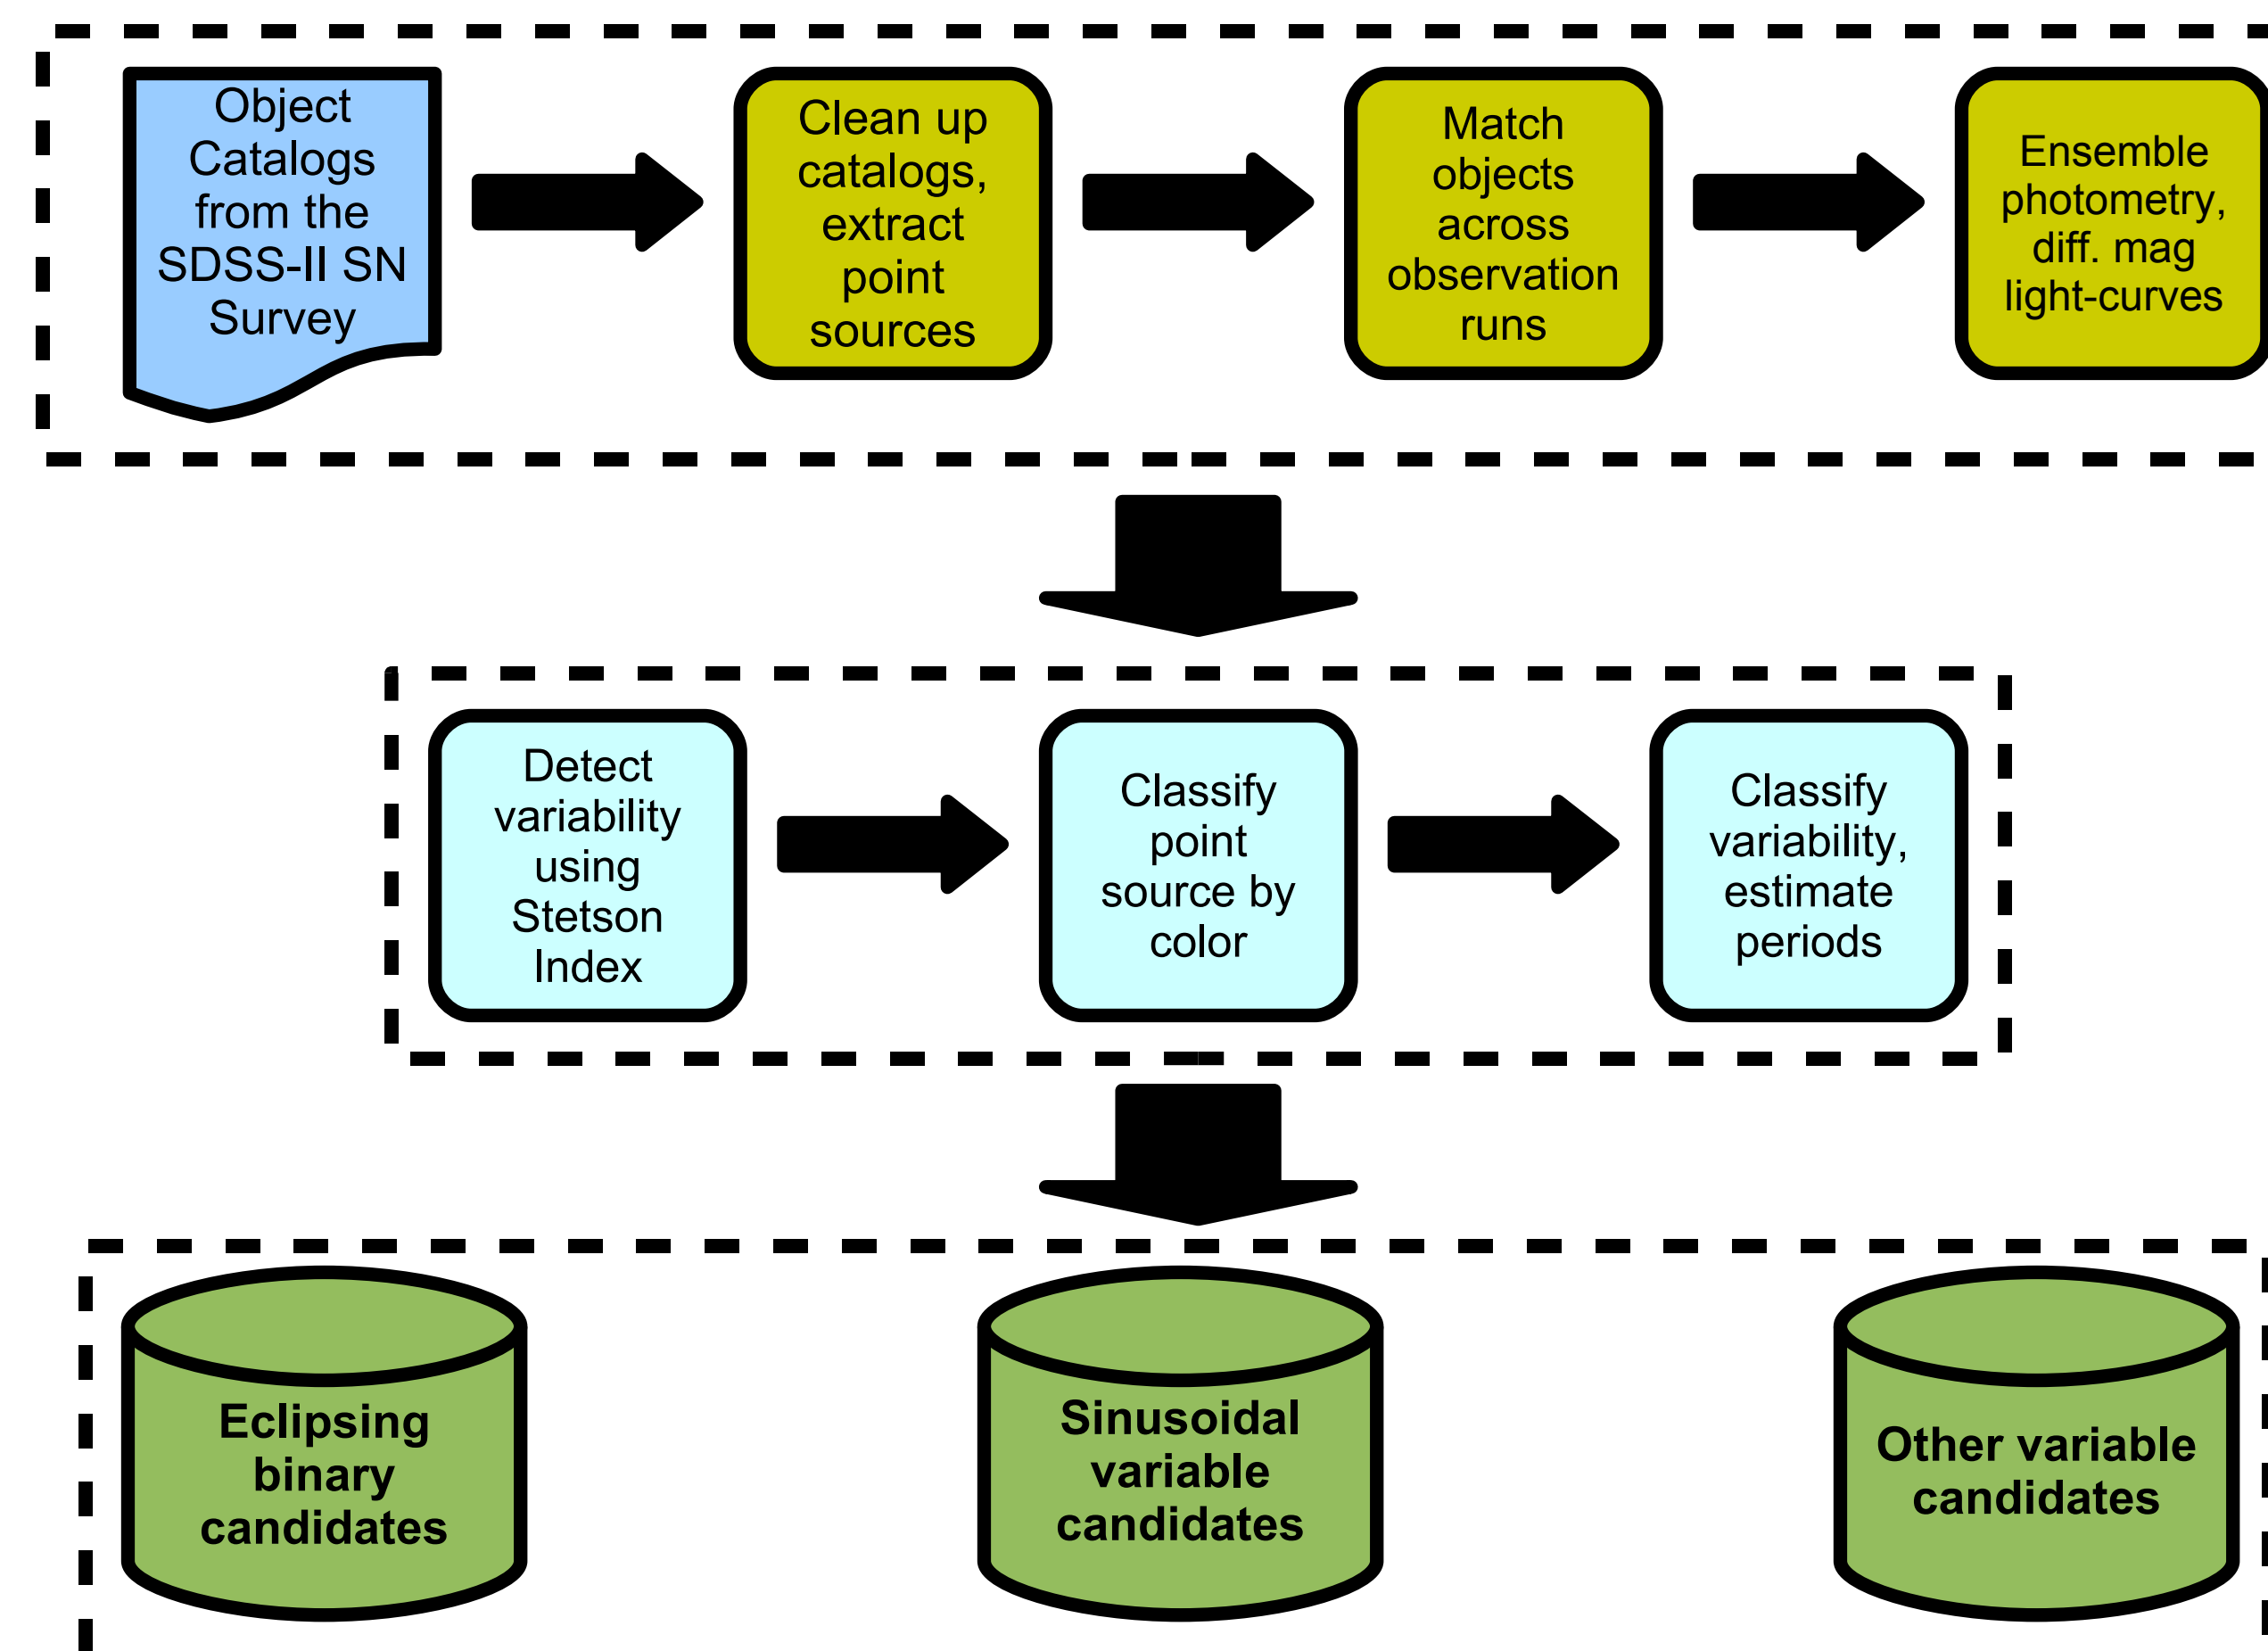 Object
Catalogs
from the
SDSS-II SN
Survey
Clean up
catalogs,
extract
point
sources
Match
objects
across
observation
runs
Ensemble
photometry,
diff. mag
light-curves
Detect
variability
using
Stetson
Index
Classify
point
source by
color
Classify
variability,
estimate
periods
Eclipsing
binary
candidates
Sinusoidal
variable
candidates
Other variable
candidates